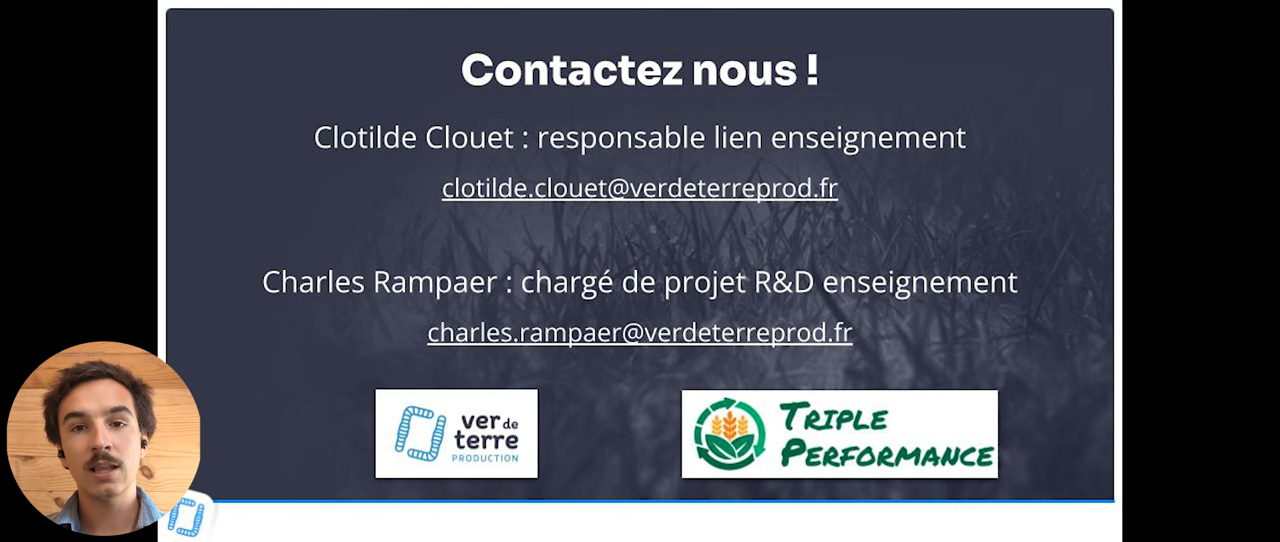 Contactez nous !
Clotilde Clouet : responsable lien enseignement
clotilde.clouet@verdeterreprod.fr
Charles Rampaer : chargé de projet R&D enseignement
charles.rampaer@verdeterreprod.fr
ver de
terre
PRODUCTION
TRIPLE
PERFORMANCE